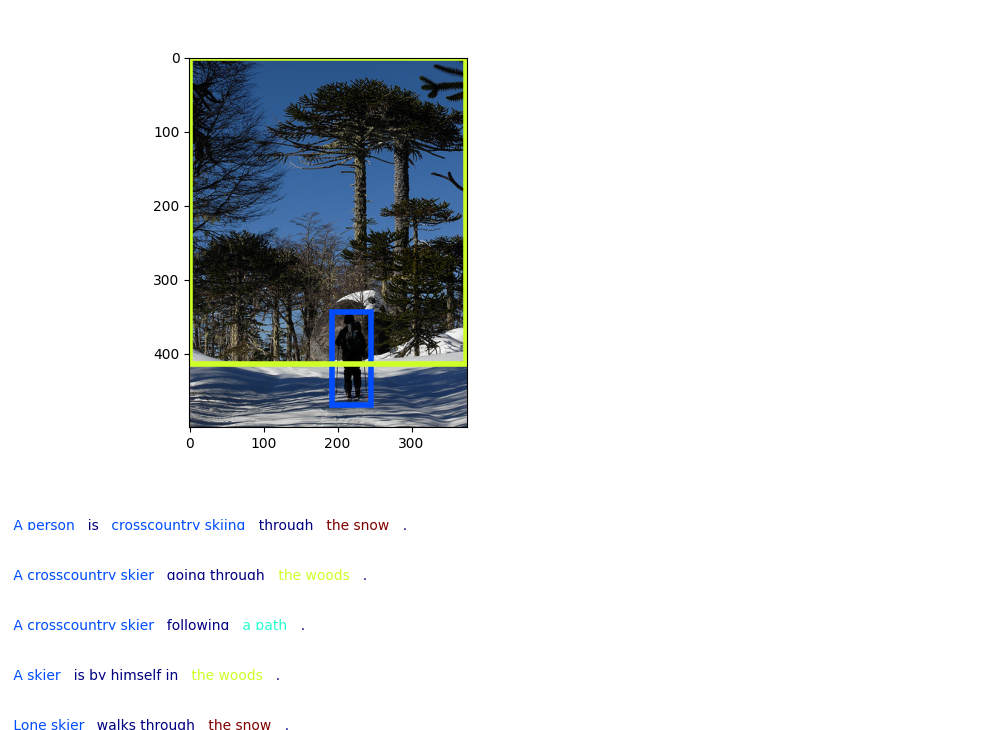 0
100
200
300
400
0 100 200 300
A person is crosscountry skiing through the snow .
A crosscountry skier going through the woods .
A crosscountry skier following a path .
A skier is by himself in the woods .
Lone skier walks through the snow .